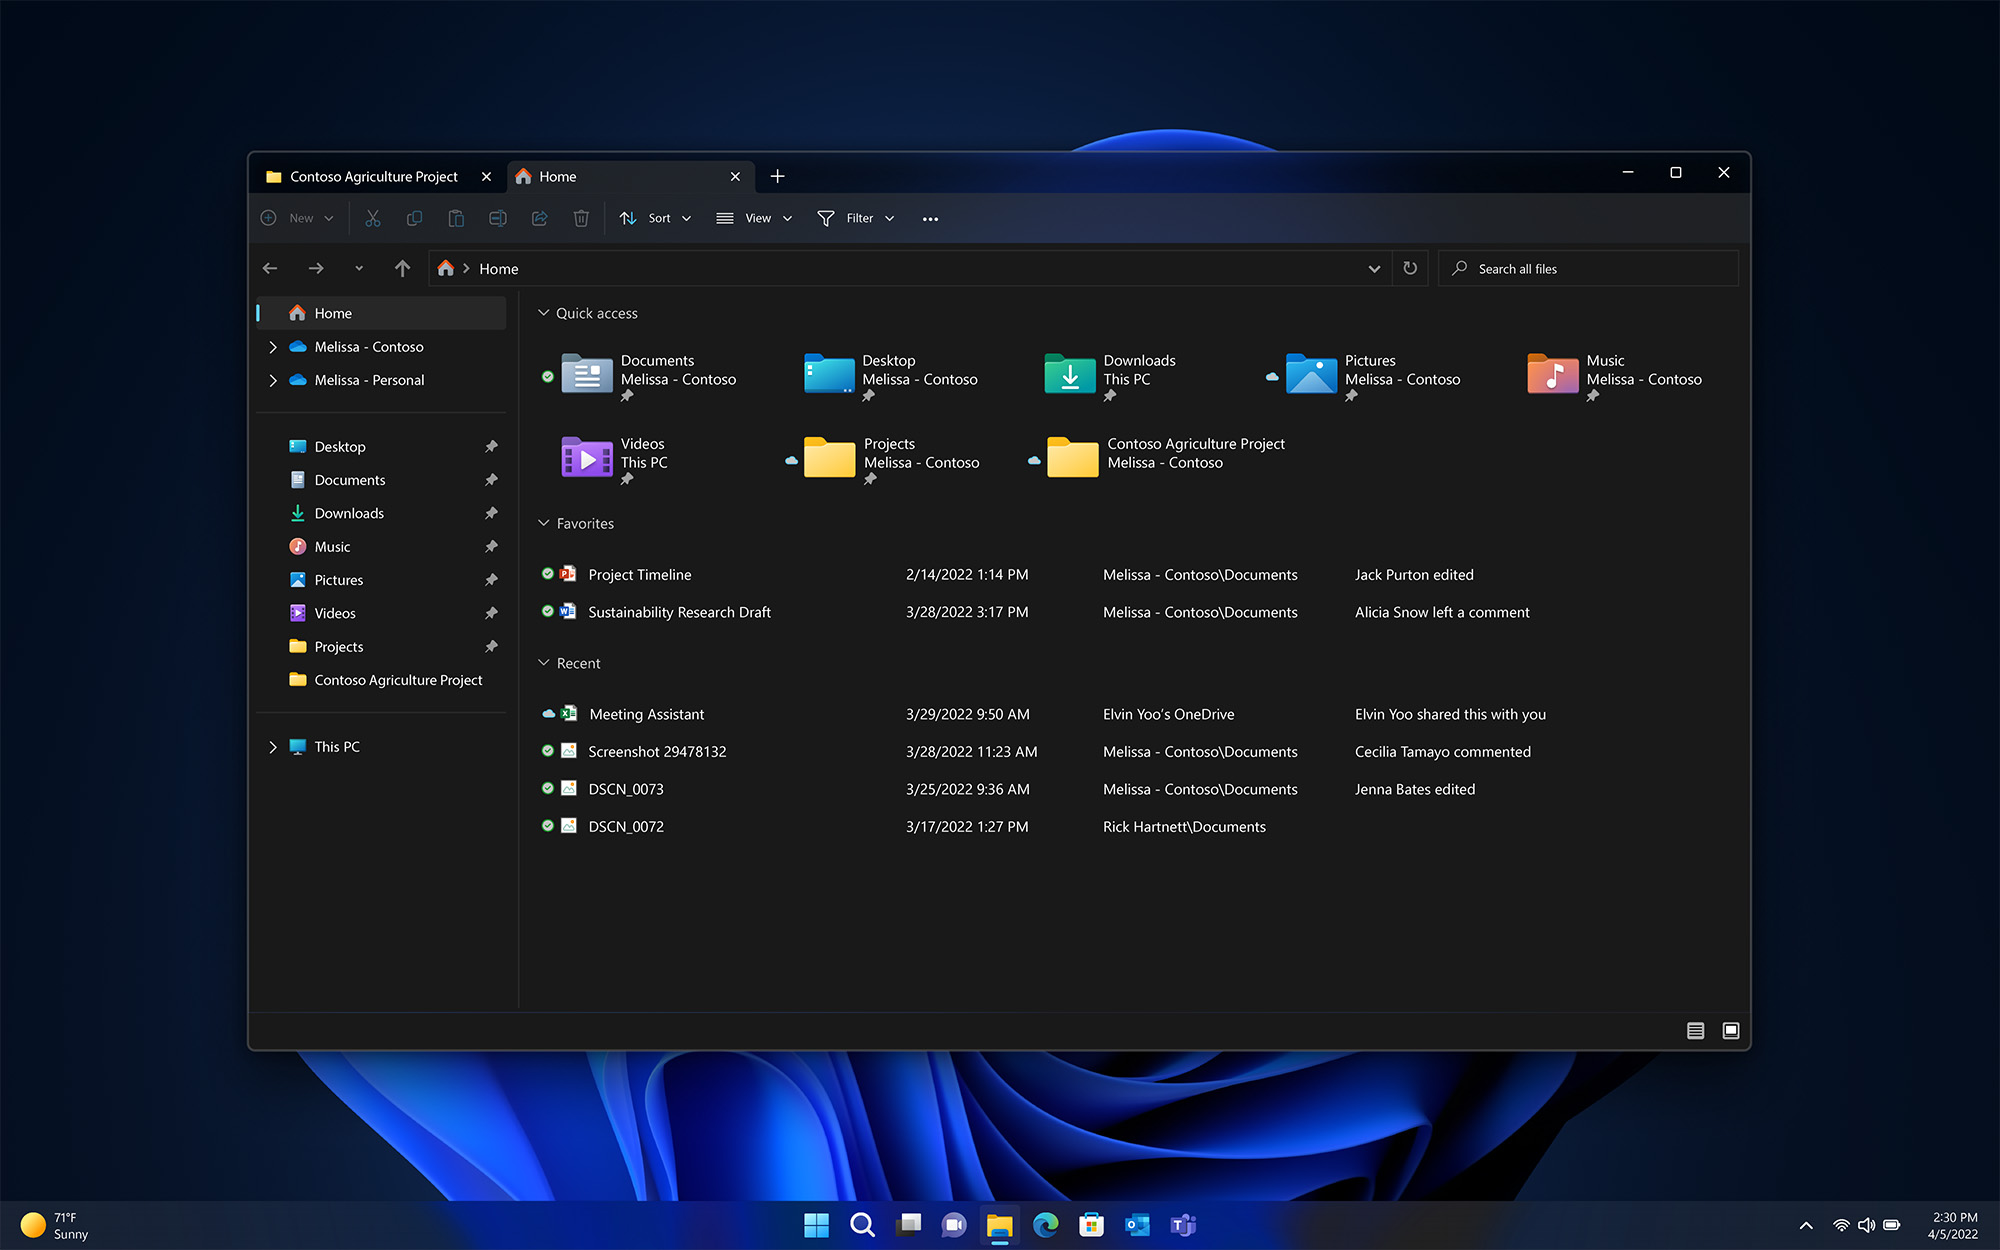 Contoso Agriculture Project
Home
New
Sort
View
Filter
Home
Search all files
Home
Melissa - Contoso
Melissa - Personal
Desktop
Documents
Downloads
Music
Pictures
Videos
Projects
Contoso Agriculture Project
This PC
Quick access
Documents
Melissa - Contoso
Desktop
Melissa - Contoso
Downloads
This PC
Pictures
Melissa - Contoso
Music
Melissa - Contoso
Videos
This PC
Projects
Melissa - Contoso
Contoso Agriculture Project
Melissa - Contoso
Favorites
Project Timeline 2/14/2022 1:14 PM Melissa - Contoso\Documents Jack Purton edited
Sustainability Research Draft 3/28/2022 3:17 PM Melissa - Contoso\Documents Alicia Snow left a comment
Recent
Meeting Assistant 3/29/2022 9:50 AM Elvin Yoo’s OneDrive Elvin Yoo shared this with you
Screenshot 29478132 3/28/2022 11:23 AM Melissa - Contoso\Documents Cecilia Tamayo commented
DSCN_0073 3/25/2022 9:36 AM Melissa - Contoso\Documents Jenna Bates edited
DSCN_0072 3/17/2022 1:27 PM Rick Hartnett\Documents
71°F
Sunny
2:30 PM
4/5/2022